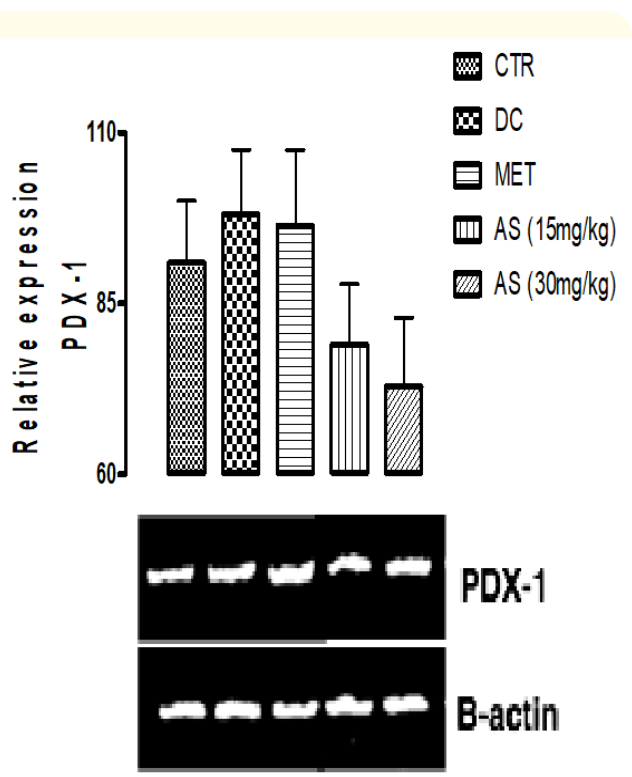 CTR
DC
MET
AS (15mg/kg)
AS (30mg/kg)
Relative expression
PDX-1
110
85
60
PDX-1
B-actin